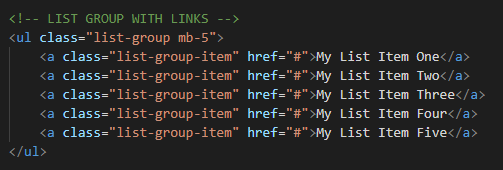 <!-- LIST GROUP WITH LINKS -->
<ul class="list-group mb-5">
    <a class="list-group-item" href="#">My List Item One</a>
    <a class="list-group-item" href="#">My List Item Two</a>
    <a class="list-group-item" href="#">My List Item Three</a>
    <a class="list-group-item" href="#">My List Item Four</a>
    <a class="list-group-item" href="#">My List Item Five</a>
</ul>